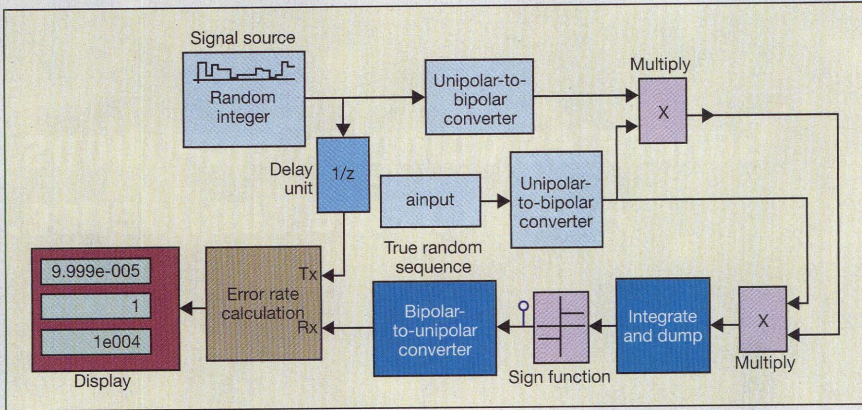 Signal source
Random
integer
Unipolar-to-
bipolar
converter
Multiply
X
Delay
unit
1/z
ainput
Unipolar-
to-bipolar
converter
True random
sequence
9.999e-005
1
1e004
Display
Error rate
calculation
Tx
Rx
Bipolar-
to-unipolar
converter
Sign function
Integrate
and dump
X
Multiply